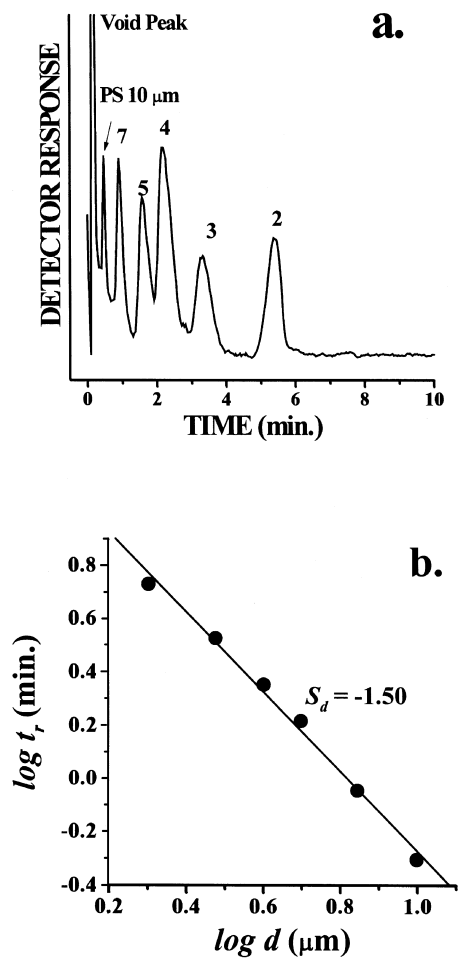 a.
Void Peak
PS 10 μm
7
4
5
3
2
DETECTOR RESPONSE
0 2 4 6 8 10
TIME (min.)
b.
0.8
0.6
0.4
0.2
0.0
-0.2
-0.4
S_d = -1.50
log t_r (min.)
0.2 0.4 0.6 0.8 1.0
log d (μm)